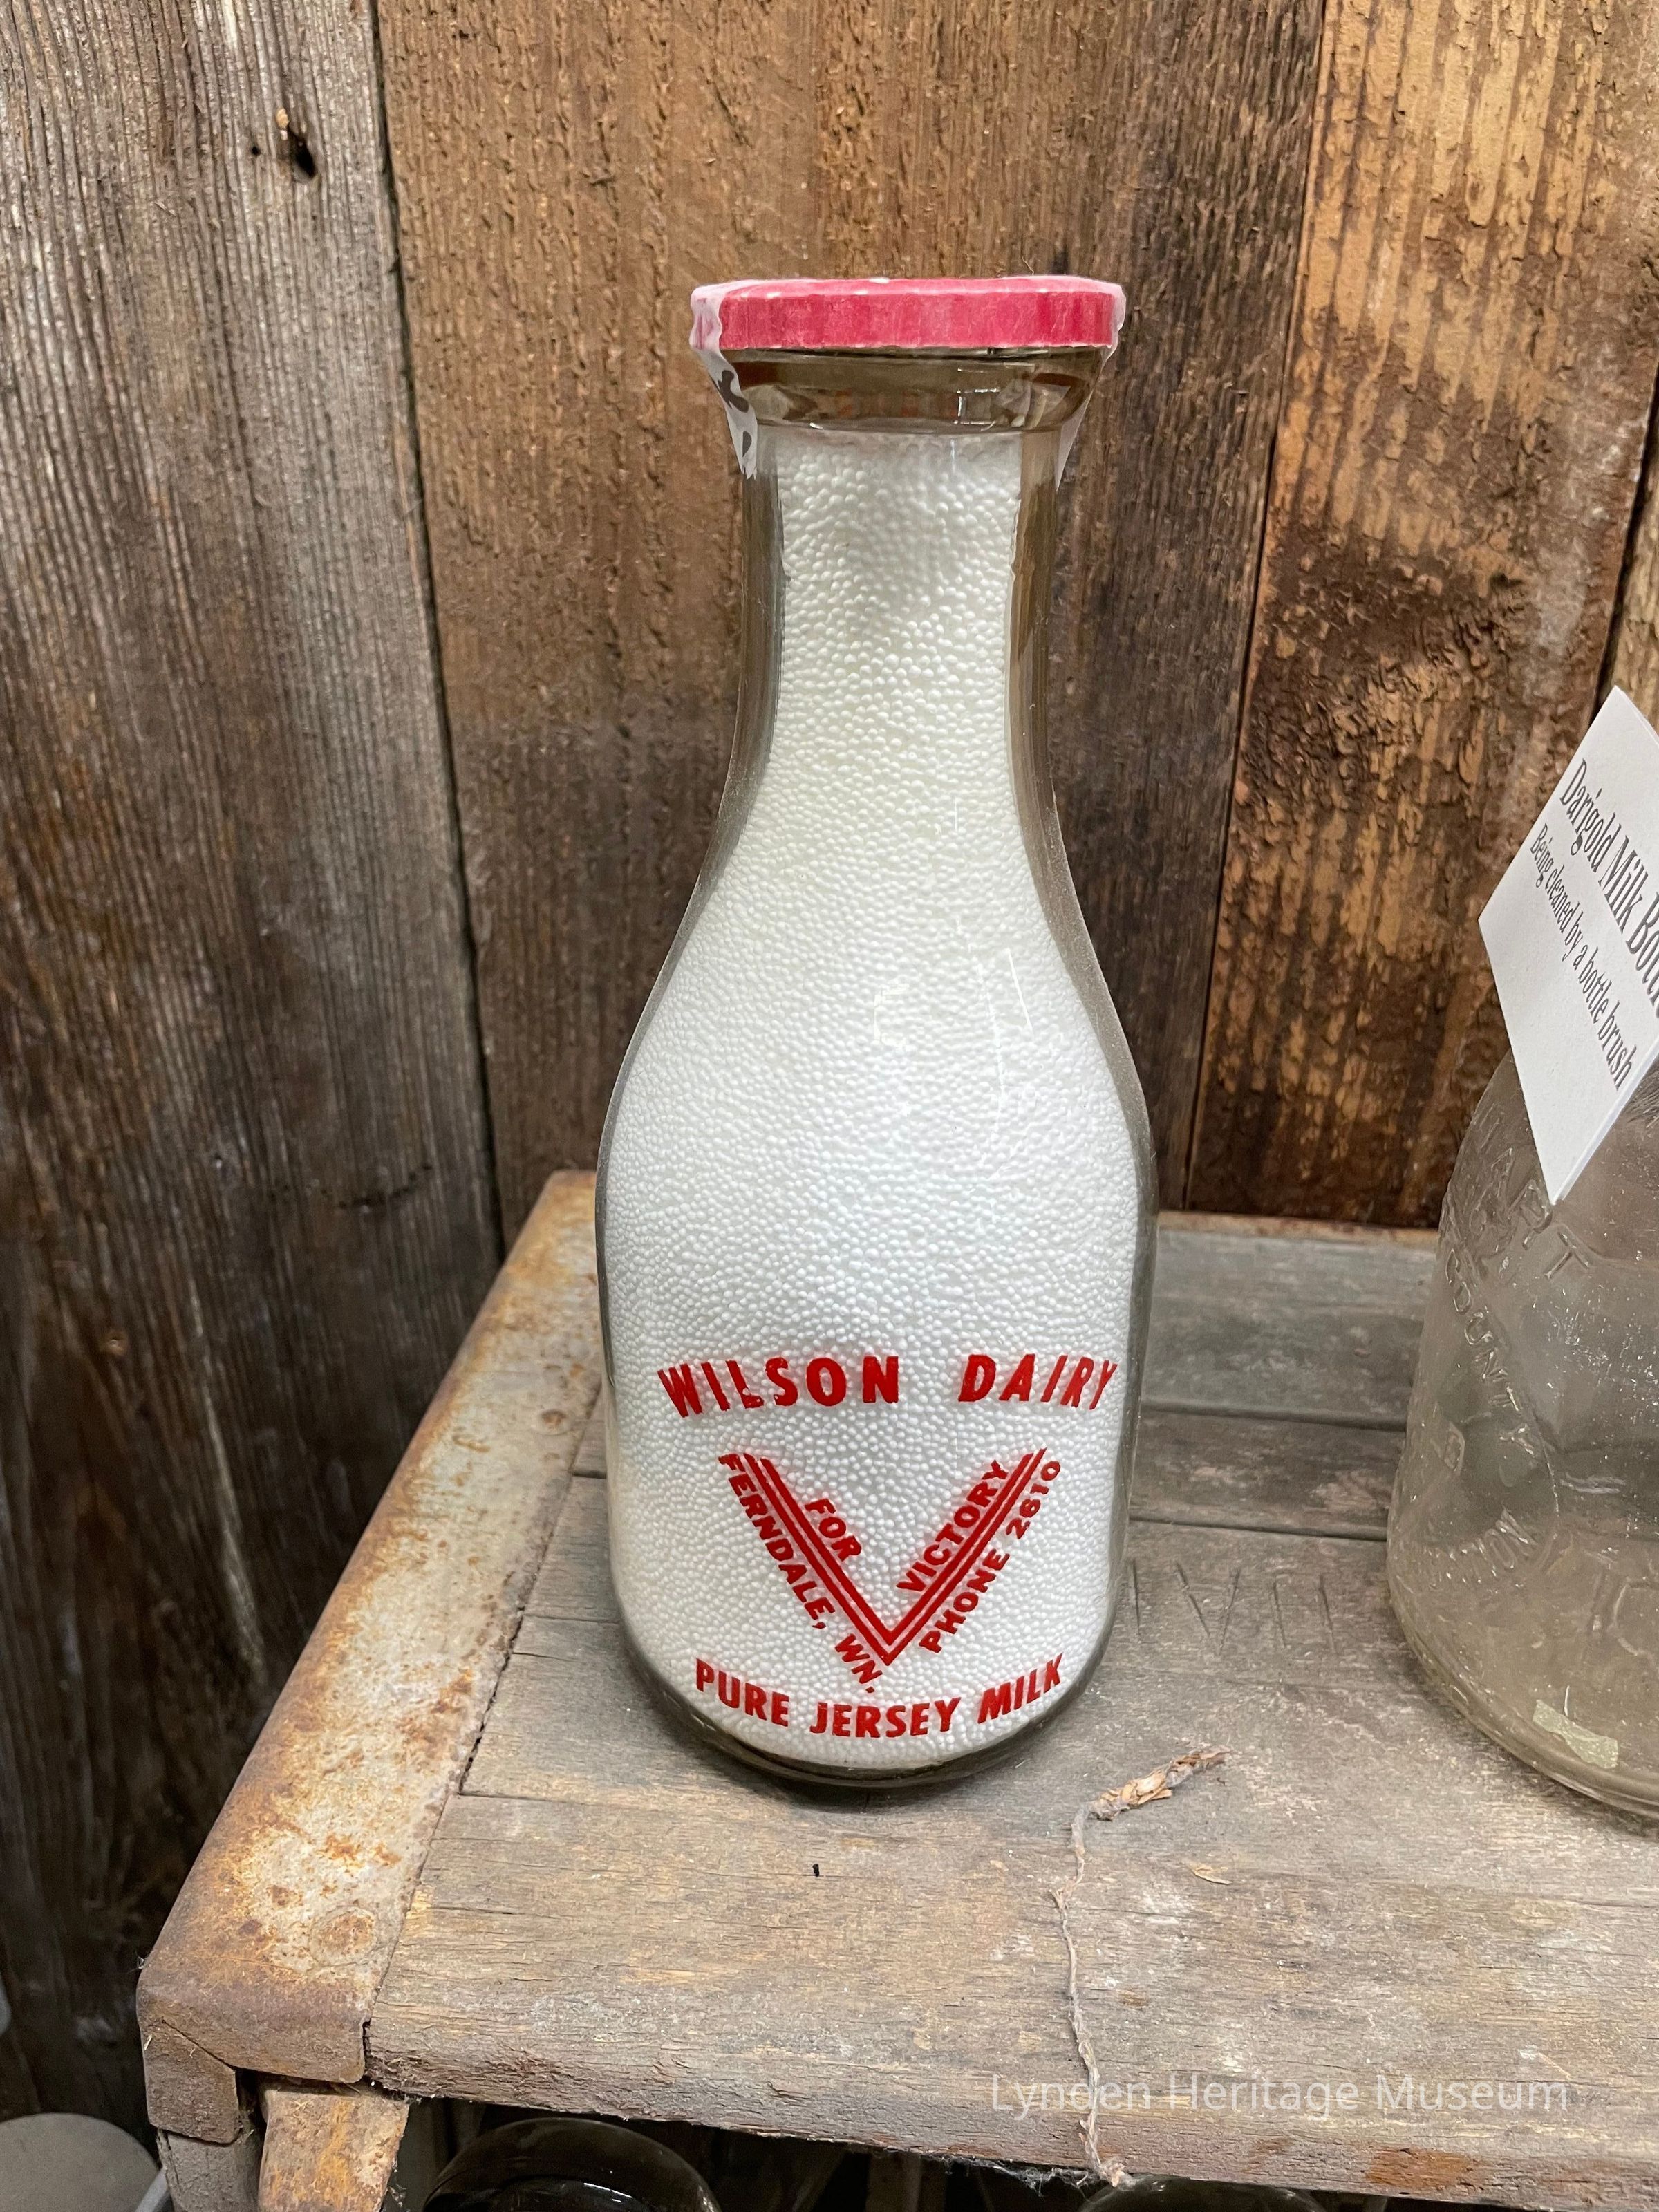 WILSON DAIRY
FOR VICTORY
FERNDALE, WN.
PHONE 2610
PURE JERSEY MILK
Darigold Milk
Being cleaned by a bottle brush
Lynden Heritage Museum